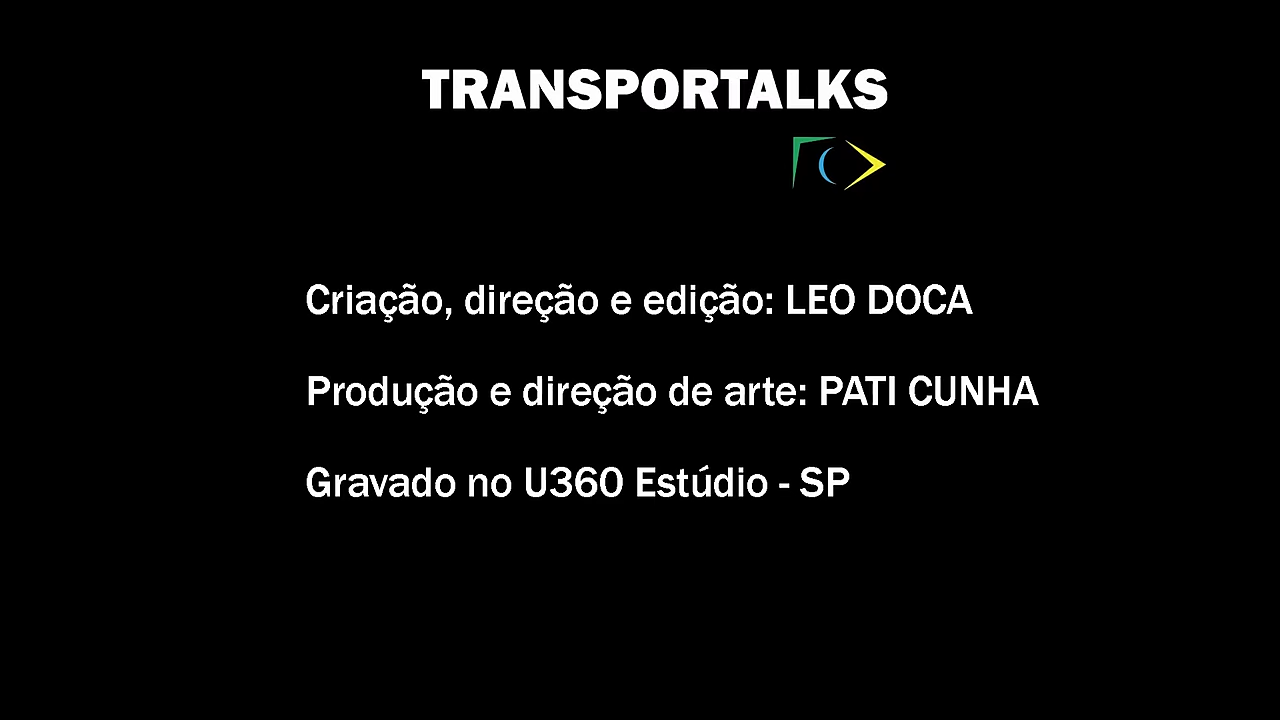 TRANSPORTALKS
Criação, direção e edição: LEO DOCA
Produção e direção de arte: PATI CUNHA
Gravado no U360 Estúdio - SP